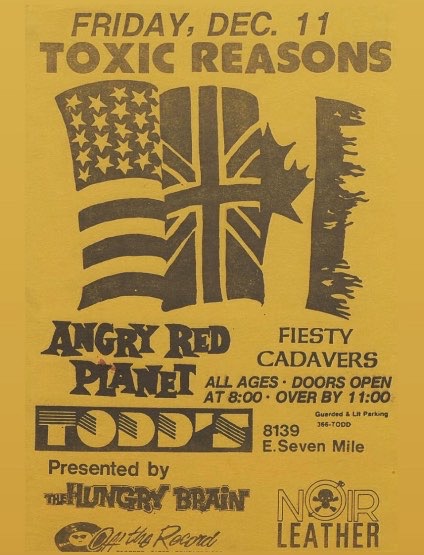 FRIDAY, DEC. 11
TOXIC REASONS
ANGRY RED
PLANET
FIESTY
CADAVERS
ALL AGES · DOORS OPEN
AT 8:00 · OVER BY 11:00
Guarded & Lit Parking
366-TODD
TODD'S
8139
E. Seven Mile
Presented by
THE HUNGRY BRAIN
Off the Record
NOIR
LEATHER